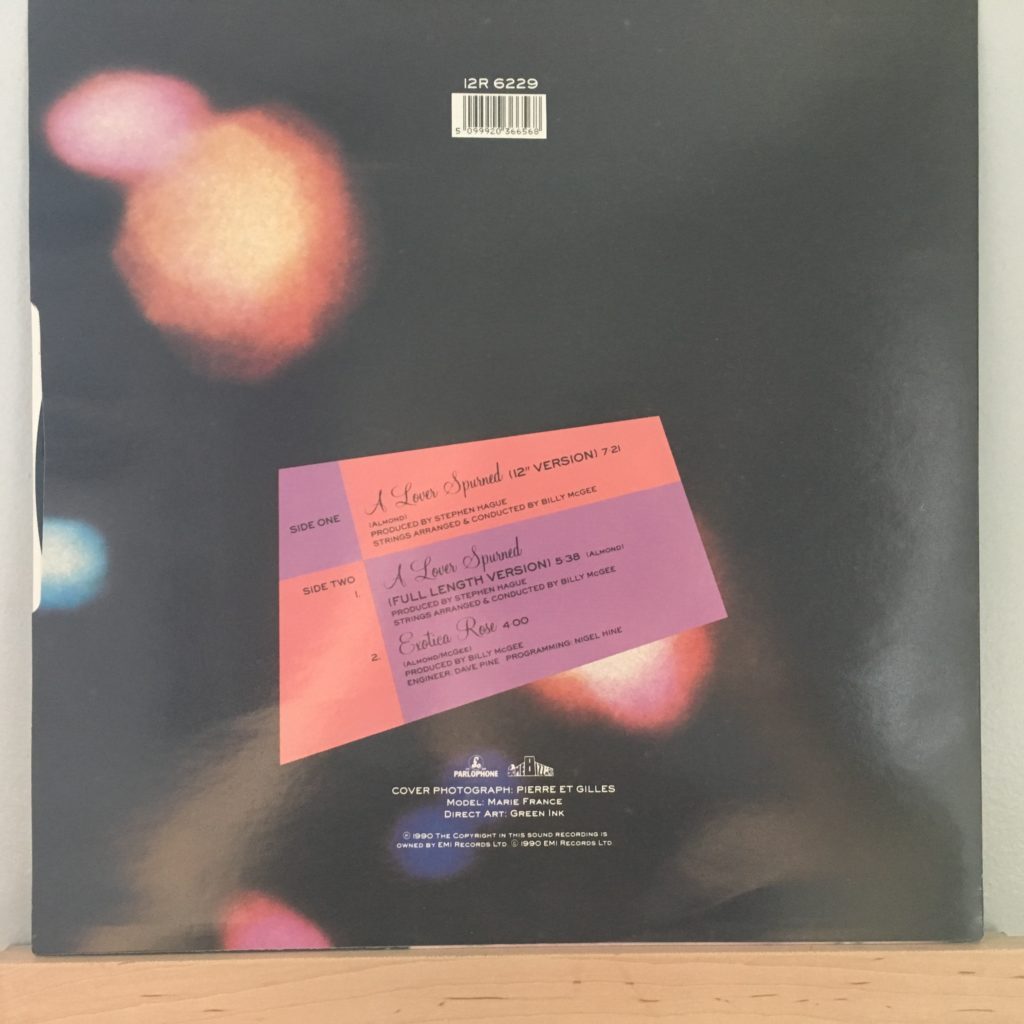 12R 6229
5 099920 366568
SIDE ONE
A Lover Spurned (12" VERSION) 7·21
(ALMOND)
PRODUCED BY STEPHEN HAGUE
STRINGS ARRANGED & CONDUCTED BY BILLY McGEE
SIDE TWO
1. A Lover Spurned
(FULL LENGTH VERSION) 5·38 (ALMOND)
PRODUCED BY STEPHEN HAGUE
STRINGS ARRANGED & CONDUCTED BY BILLY McGEE
2. Exotica Rose 4·00
(ALMOND/McGEE)
PRODUCED BY BILLY McGEE
ENGINEER: DAVE PINE PROGRAMMING: NIGEL HINE
PARLOPHONE
SOME BIZZARE
COVER PHOTOGRAPH: PIERRE ET GILLES
MODEL: MARIE FRANCE
DIRECT ART: GREEN INK
℗ 1990 THE COPYRIGHT IN THIS SOUND RECORDING IS
OWNED BY EMI RECORDS LTD © 1990 EMI RECORDS LTD